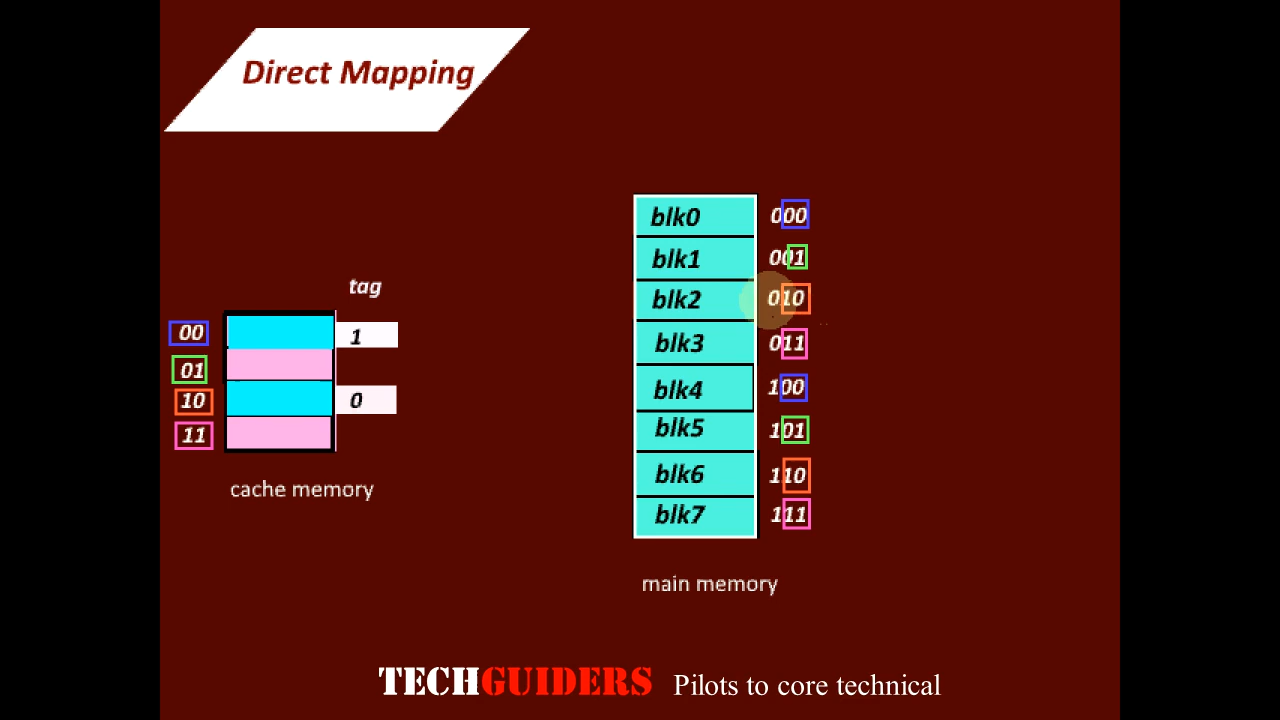 Direct Mapping
tag
00 1
01
10 0
11
cache memory
blk0 000
blk1 001
blk2 010
blk3 011
blk4 100
blk5 101
blk6 110
blk7 111
main memory
TECHGUIDERS Pilots to core technical